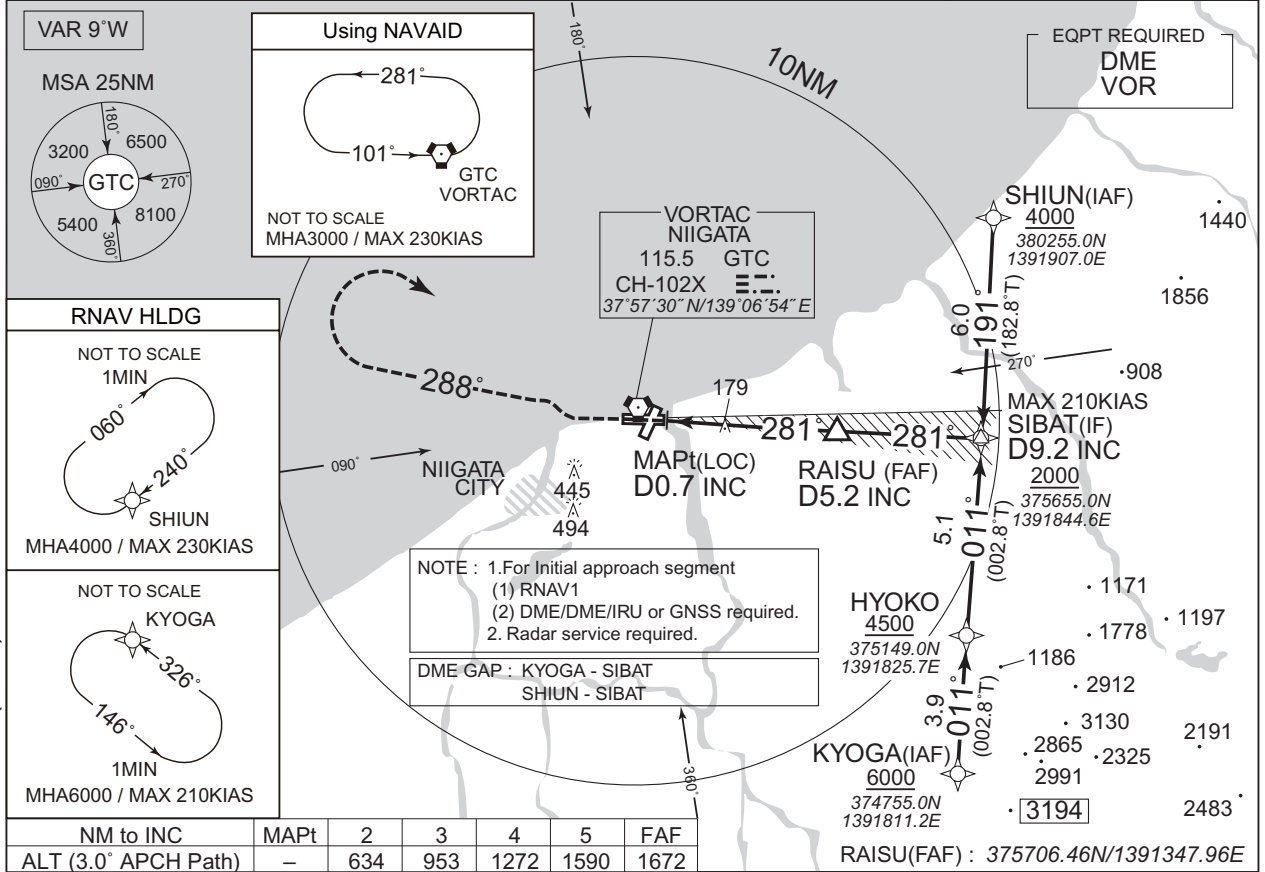 VAR 9°W
MSA 25NM
180°
3200
6500
090°
GTC
270°
5400
8100
360°
Using NAVAID
281°
101°
GTC
VORTAC
NOT TO SCALE
MHA3000 / MAX 230KIAS
180°
10NM
EQPT REQUIRED
DME
VOR
VORTAC
NIIGATA
115.5 GTC
CH-102X
37°57′30″N/139°06′54″E
SHIUN(IAF)
4000
380255.0N
1391907.0E
1440
1856
6.0
191°
(182.8°T)
270°
908
RNAV HLDG
NOT TO SCALE
1MIN
060°
240°
SHIUN
MHA4000 / MAX 230KIAS
NOT TO SCALE
KYOGA
326°
146°
1MIN
MHA6000 / MAX 210KIAS
288°
179
281°
281°
MAX 210KIAS
SIBAT(IF)
D9.2 INC
2000
375655.0N
1391844.6E
MAPt(LOC)
D0.7 INC
RAISU (FAF)
D5.2 INC
090°
NIIGATA
CITY
445
494
5.1
011°
(002.8°T)
NOTE : 1.For Initial approach segment
(1) RNAV1
(2) DME/DME/IRU or GNSS required.
2. Radar service required.
DME GAP : KYOGA - SIBAT
SHIUN - SIBAT
HYOKO
4500
375149.0N
1391825.7E
1171
1197
1778
1186
2912
3.9
011°
(002.8°T)
3130
2865
2325
2191
2991
3194
2483
KYOGA(IAF)
6000
374755.0N
1391811.2E
360°
NM to INC MAPt 2 3 4 5 FAF
ALT (3.0° APCH Path) – 634 953 1272 1590 1672
RAISU(FAF) : 375706.46N/1391347.96E